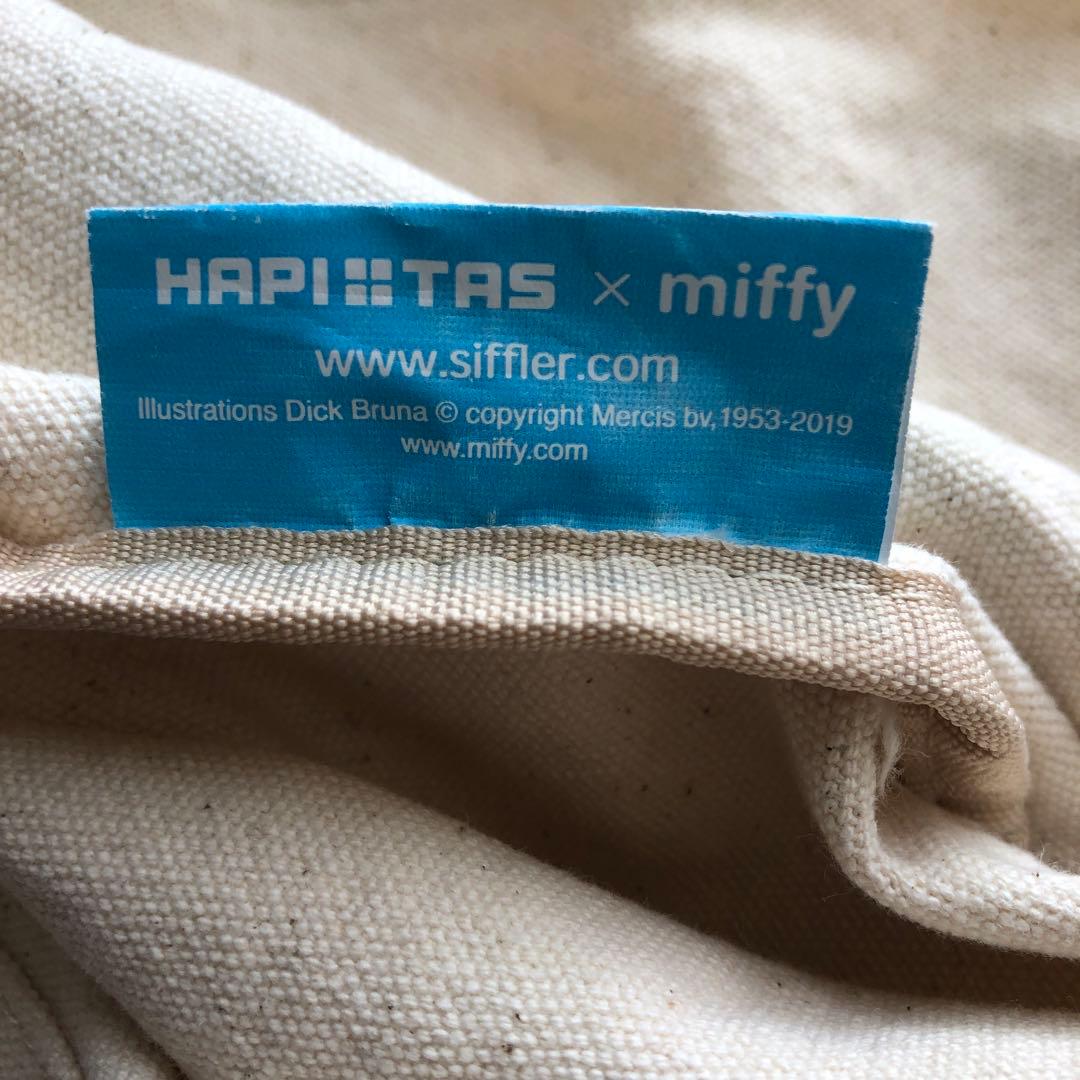 HAPI TAS × miffy
www.siffler.com
Illustrations Dick Bruna © copyright Mercis bv, 1953-2019
www.miffy.com